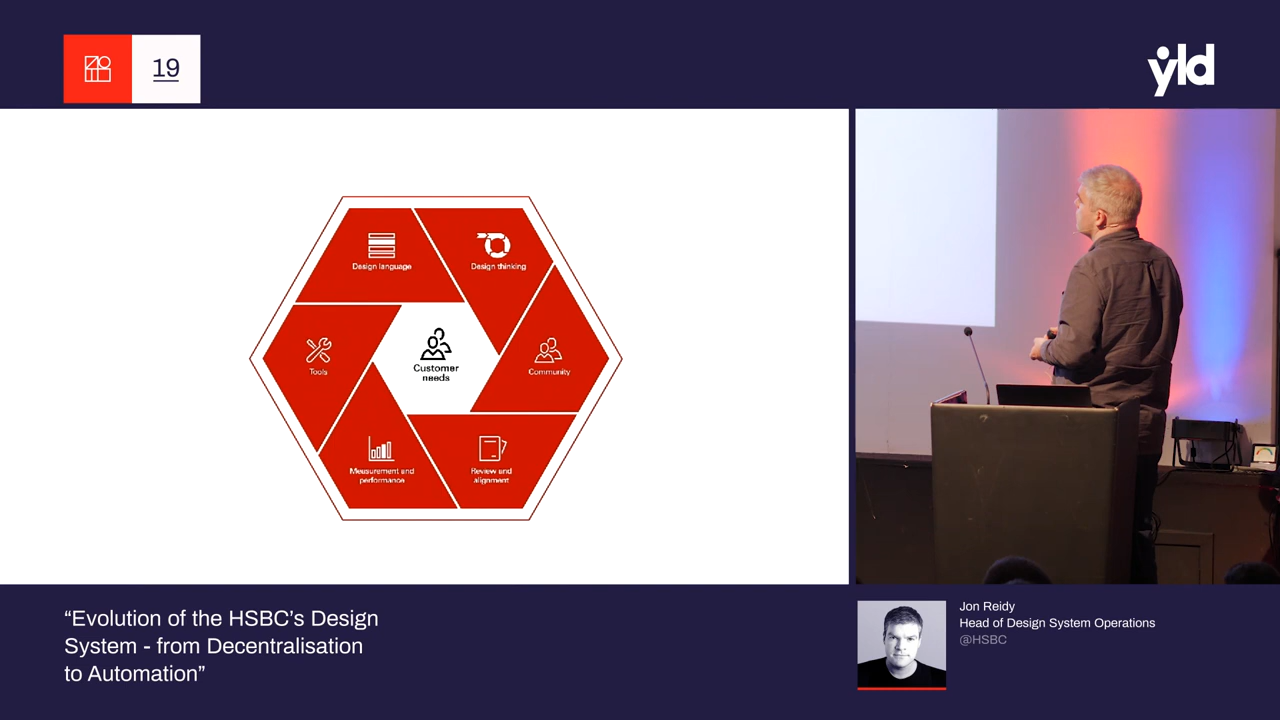 19
yld
Design language
Design thinking
Tools
Customer
needs
Community
Measurement and
performance
Review and
alignment
“Evolution of the HSBC’s Design
System - from Decentralisation
to Automation”
Jon Reidy
Head of Design System Operations
@HSBC